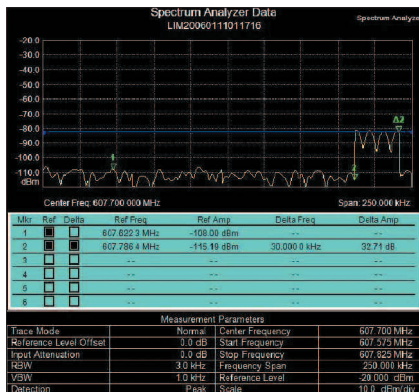 Spectrum Analyzer Data
Spectrum Analyzer
LIM20060111011716
-20.0
-30.0
-40.0
-50.0
-60.0
-70.0
-80.0
-90.0
-100.0
-110.0
dBm
1
2
Δ2
Center Freq: 607.700 000 MHz Span: 250.000 kHz
Mkr Ref Delta Ref Freq Ref Amp Delta Freq Delta Amp
1 607.622 3 MHz -108.00 dBm -- --
2 607.786 4 MHz -115.19 dBm 30.000 0 kHz 32.71 dB
3 -- -- -- --
4 -- -- -- --
5 -- -- -- --
6 -- -- -- --
Measurement Parameters
Trace Mode Normal Center Frequency 607.700 MHz
Reference Level Offset 0.0 dB Start Frequency 607.575 MHz
Input Attenuation 0.0 dB Stop Frequency 607.825 MHz
RBW 3.0 kHz Frequency Span 250.000 kHz
VBW 1.0 kHz Reference Level -20.000 dBm
Detection Peak Scale 10.0 dBm/div